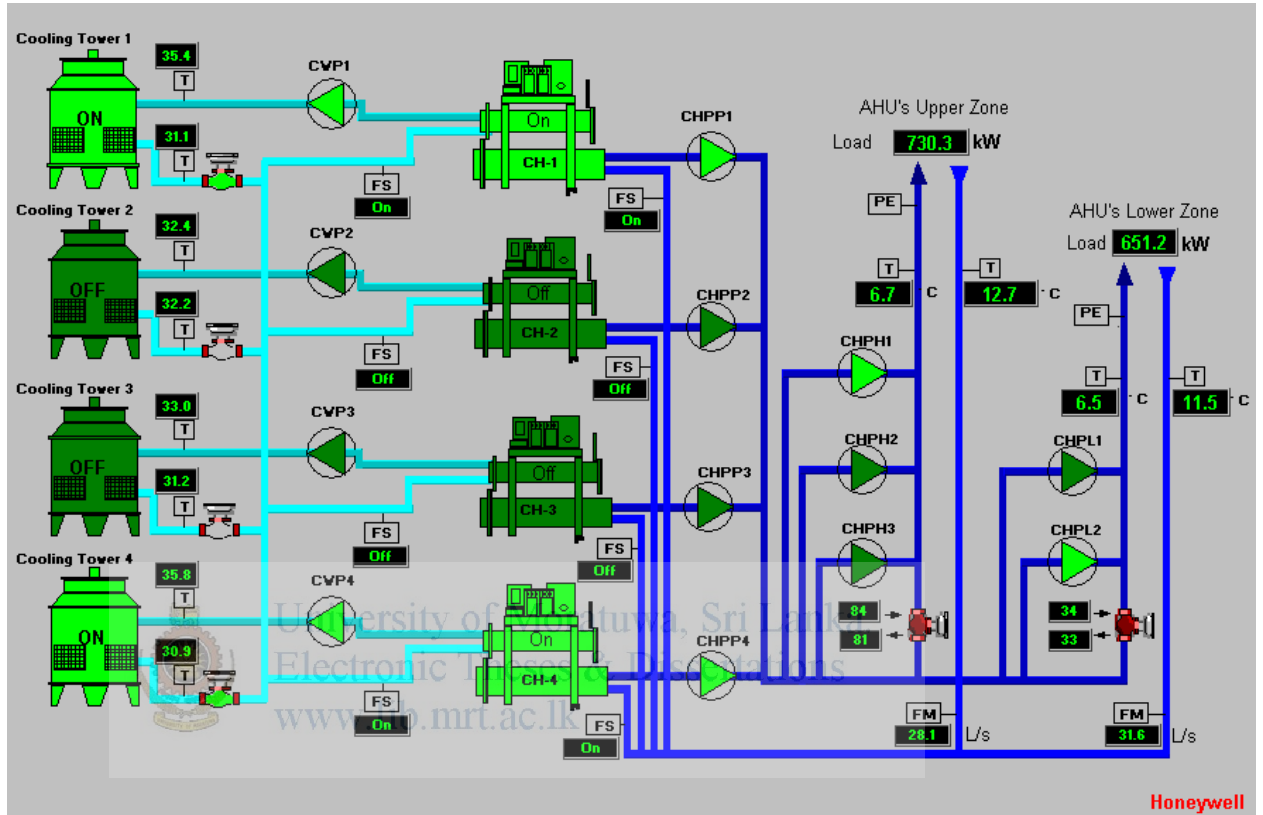 Cooling Tower 1
35.4
T
ON
31.1
T
CWP1
On
CH-1
FS
On
FS
On
CHPP1
AHU's Upper Zone
Load 730.3 kW
PE
T
6.7 C
T
12.7 C
AHU's Lower Zone
Load 651.2 kW
PE
T
6.5 C
T
11.5 C
Cooling Tower 2
32.4
T
OFF
32.2
T
CWP2
Off
CH-2
FS
Off
FS
Off
CHPP2
CHPH1
CHPH2
CHPH3
CHPL1
CHPL2
Cooling Tower 3
33.0
T
OFF
31.2
T
CWP3
Off
CH-3
FS
Off
FS
Off
CHPP3
Cooling Tower 4
35.8
T
ON
30.9
T
CWP4
On
CH-4
FS
On
FS
On
CHPP4
84
81
34
33
FM
28.1 L/s
FM
31.6 L/s
University of Moratuwa, Sri Lanka
Electronic Theses & Dissertations
www.lib.mrt.ac.lk
Honeywell